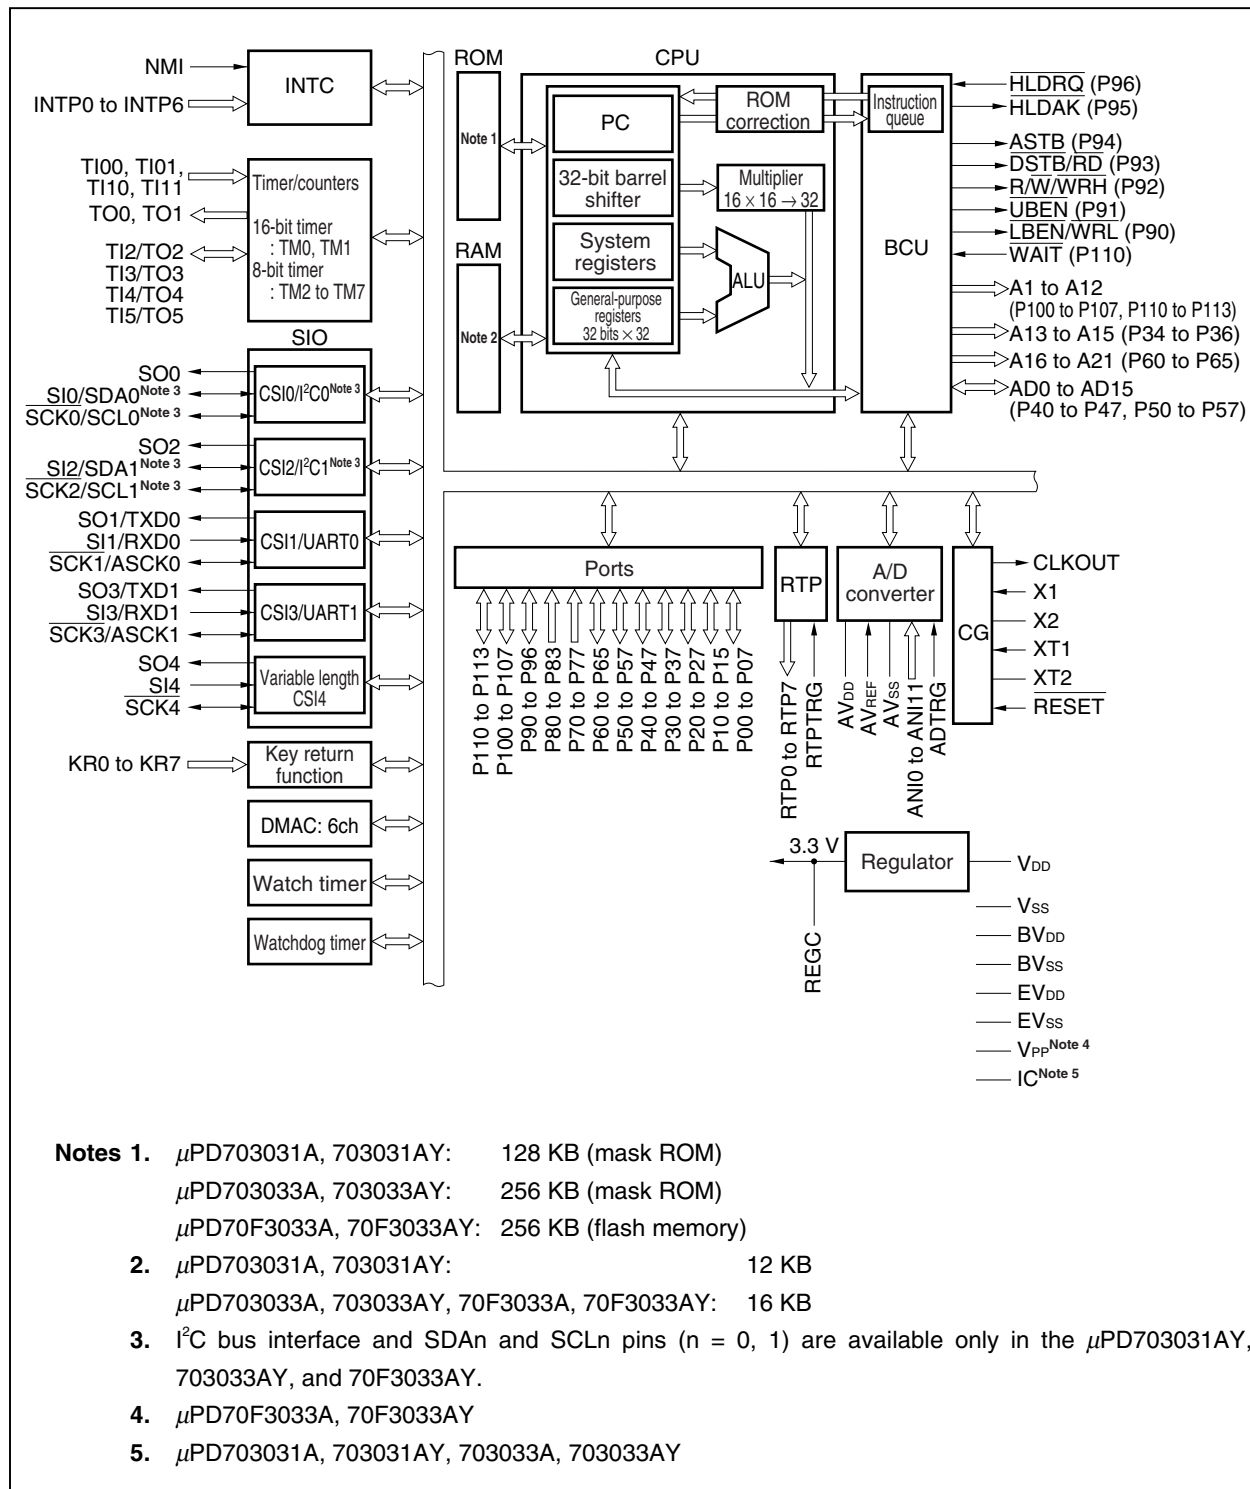 NMI
INTP0 to INTP6
INTC
TI00, TI01,
TI10, TI11
TO0, TO1
TI2/TO2
TI3/TO3
TI4/TO4
TI5/TO5
Timer/counters
16-bit timer
: TM0, TM1
8-bit timer
: TM2 to TM7
SIO
SO0
SI0/SDA0Note 3
SCK0/SCL0Note 3
CSI0/I²C0Note 3
SO2
SI2/SDA1Note 3
SCK2/SCL1Note 3
CSI2/I²C1Note 3
SO1/TXD0
SI1/RXD0
SCK1/ASCK0
CSI1/UART0
SO3/TXD1
SI3/RXD1
SCK3/ASCK1
CSI3/UART1
SO4
SI4
SCK4
Variable length
CSI4
KR0 to KR7
Key return
function
DMAC: 6ch
Watch timer
Watchdog timer
ROM
Note 1
RAM
Note 2
CPU
PC
32-bit barrel
shifter
System
registers
General-purpose
registers
32 bits × 32
ROM
correction
Multiplier
16 × 16 → 32
ALU
Instruction
queue
BCU
HLDRQ (P96)
HLDAK (P95)
ASTB (P94)
DSTB/RD (P93)
R/W/WRH (P92)
UBEN (P91)
LBEN/WRL (P90)
WAIT (P110)
A1 to A12
(P100 to P107, P110 to P113)
A13 to A15 (P34 to P36)
A16 to A21 (P60 to P65)
AD0 to AD15
(P40 to P47, P50 to P57)
Ports
P110 to P113
P100 to P107
P90 to P96
P80 to P83
P70 to P77
P60 to P65
P50 to P57
P40 to P47
P30 to P37
P20 to P27
P10 to P15
P00 to P07
RTP
RTP0 to RTP7
RTPTRG
A/D
converter
AVDD
AVREF
AVSS
ANI0 to ANI11
ADTRG
CG
CLKOUT
X1
X2
XT1
XT2
RESET
3.3 V
Regulator
REGC
VDD
VSS
BVDD
BVSS
EVDD
EVSS
VPPNote 4
ICNote 5
Notes 1. μPD703031A, 703031AY: 128 KB (mask ROM)
μPD703033A, 703033AY: 256 KB (mask ROM)
μPD70F3033A, 70F3033AY: 256 KB (flash memory)
2. μPD703031A, 703031AY: 12 KB
μPD703033A, 703033AY, 70F3033A, 70F3033AY: 16 KB
3. I²C bus interface and SDAn and SCLn pins (n = 0, 1) are available only in the μPD703031AY,
703033AY, and 70F3033AY.
4. μPD70F3033A, 70F3033AY
5. μPD703031A, 703031AY, 703033A, 703033AY